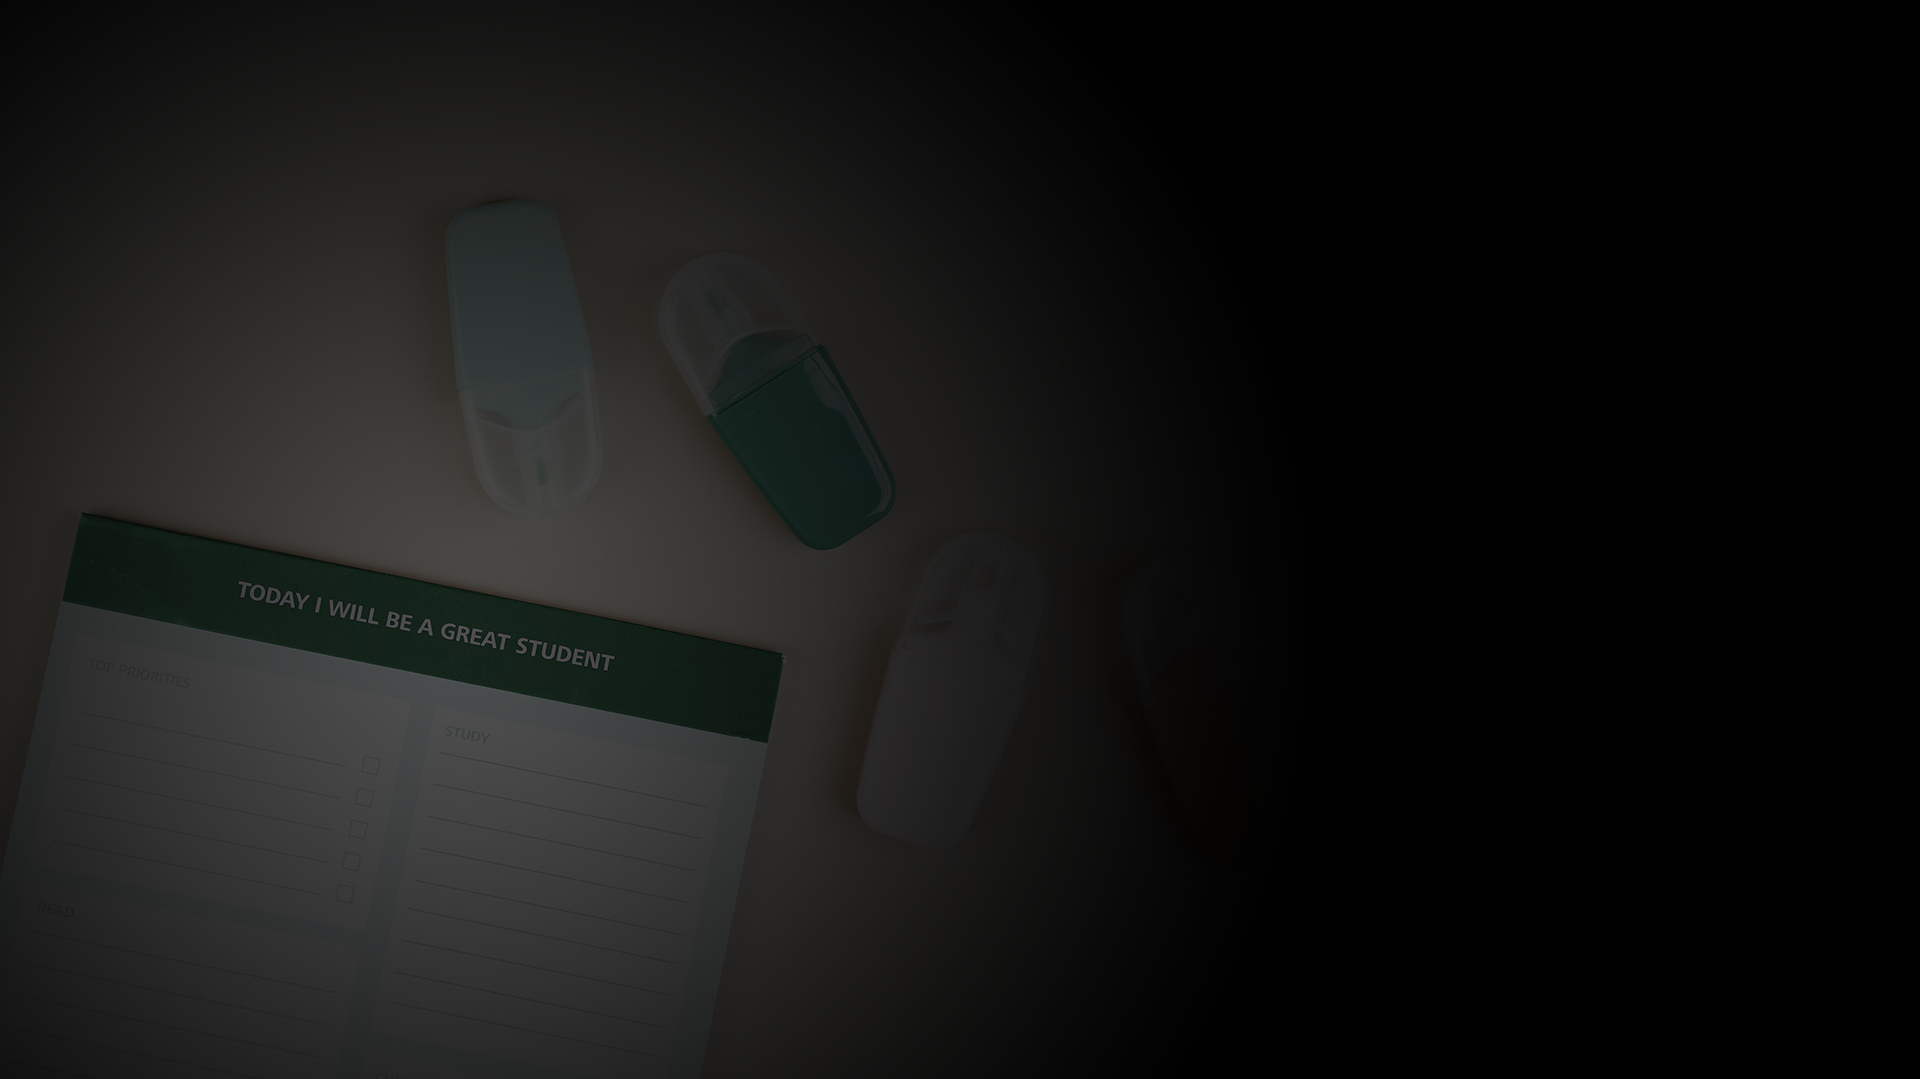 TODAY I WILL BE A GREAT STUDENT
TOP PRIORITIES
STUDY
READ